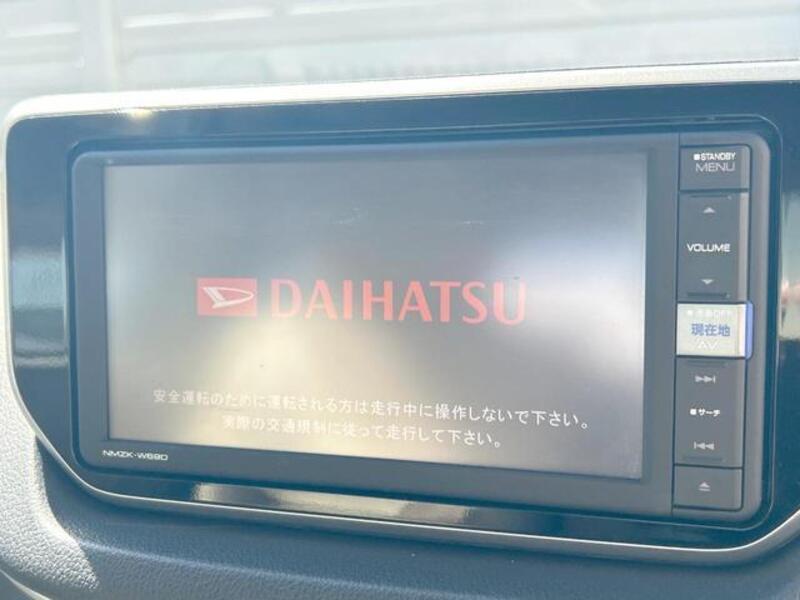 STANDBY
MENU
VOLUME
DAIHATSU
現在地
AV
安全運転のために運転される方は走行中に操作しないで下さい。
実際の交通規制に従って走行して下さい。
サーチ
NMZK-W69D